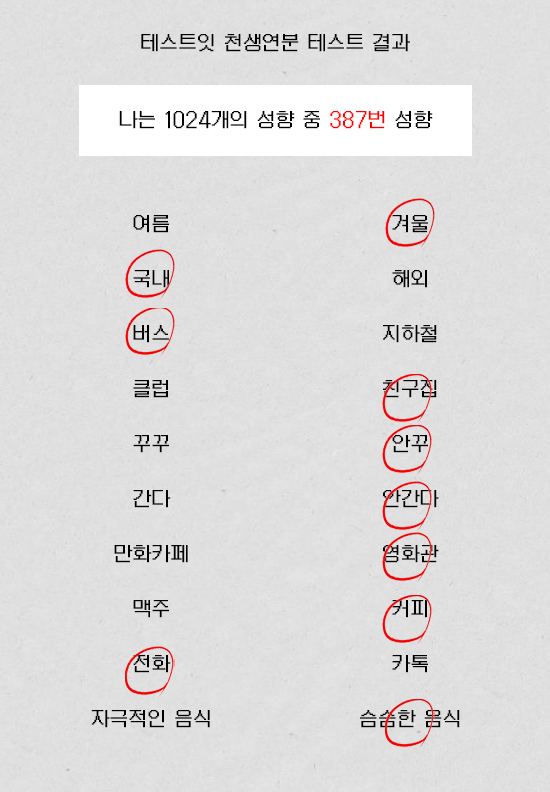 테스트잇 천생연분 테스트 결과
나는 1024개의 성향 중 387번 성향
여름 겨울
국내 해외
버스 지하철
클럽 친구집
꾸꾸 안꾸
간다 안간다
만화카페 영화관
맥주 커피
전화 카톡
자극적인 음식 슴슴한 음식